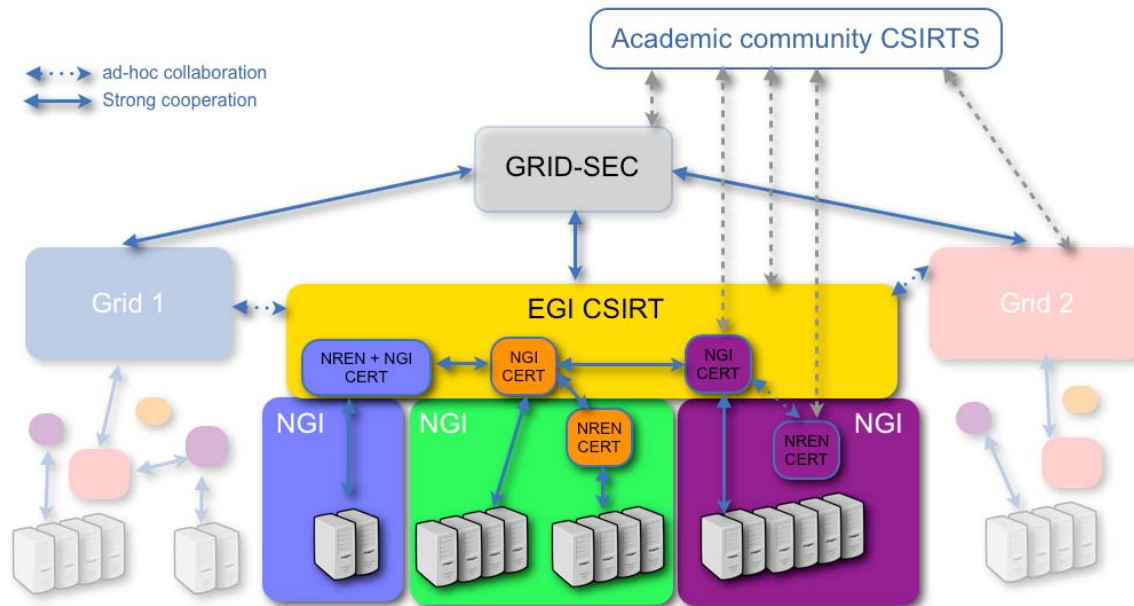 Academic community CSIRTS
ad-hoc collaboration
Strong cooperation
GRID-SEC
Grid 1
EGI CSIRT
Grid 2
NREN + NGI
CERT
NGI
CERT
NGI
CERT
NGI
NGI
NREN
CERT
NGI
NREN
CERT